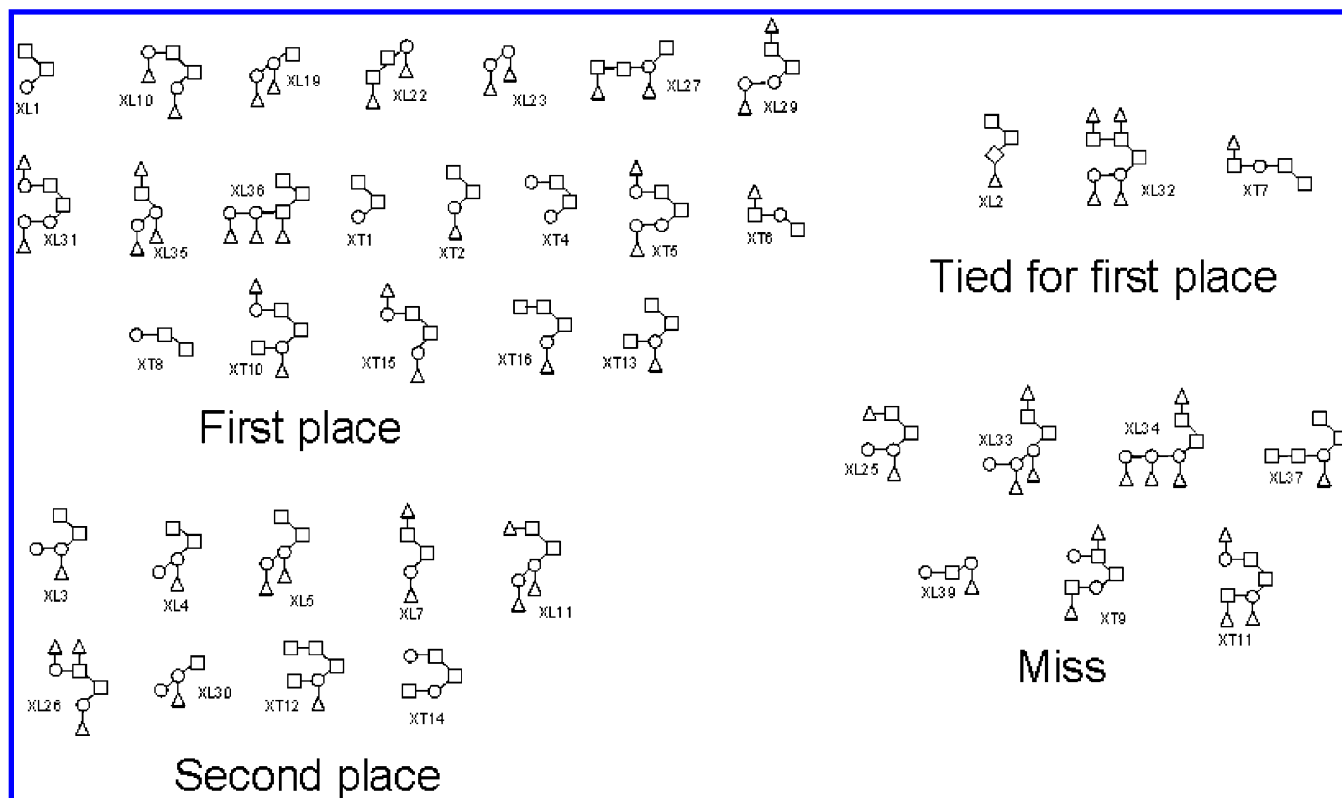 XL1
XL10
XL19
XL22
XL23
XL27
XL29
XL31
XL35
XL36
XT1
XT2
XT4
XT5
XT6
XT8
XT10
XT15
XT16
XT13
First place
XL2
XL32
XT7
Tied for first place
XL3
XL4
XL5
XL7
XL11
XL26
XL30
XT12
XT14
Second place
XL25
XL33
XL34
XL37
XL39
XT9
XT11
Miss